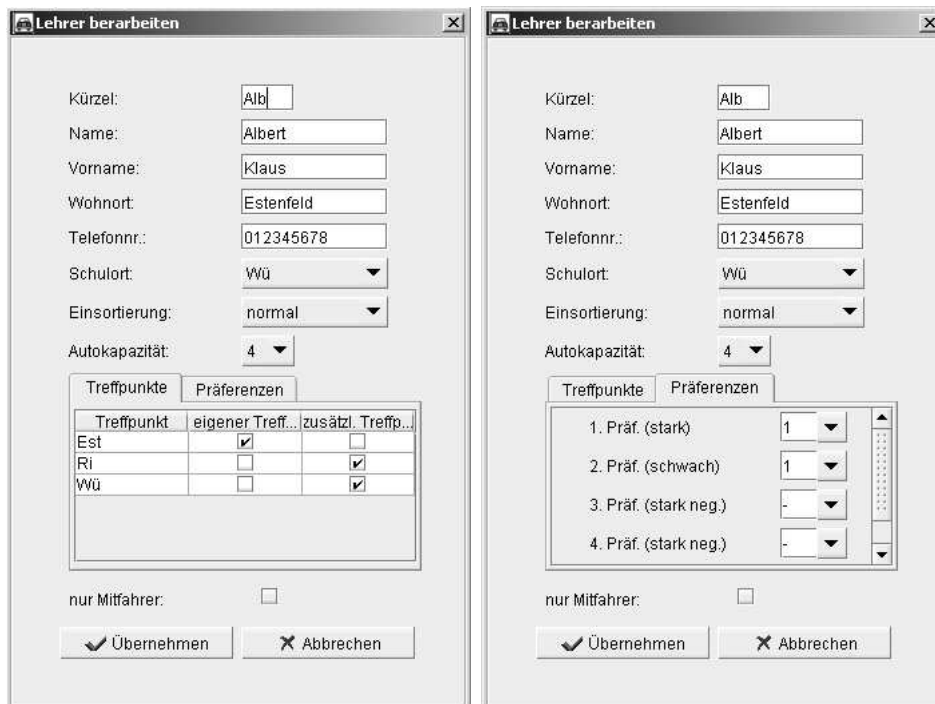 Lehrer berarbeiten
Kürzel: Alb
Name: Albert
Vorname: Klaus
Wohnort: Estenfeld
Telefonnr.: 012345678
Schulort: Wü
Einsortierung: normal
Autokapazität: 4
Treffpunkte Präferenzen
Treffpunkt eigener Treff... zusätzl. Treffp...
Est
Ri
Wü
nur Mitfahrer:
Übernehmen Abbrechen
Lehrer berarbeiten
Kürzel: Alb
Name: Albert
Vorname: Klaus
Wohnort: Estenfeld
Telefonnr.: 012345678
Schulort: Wü
Einsortierung: normal
Autokapazität: 4
Treffpunkte Präferenzen
1. Präf. (stark) 1
2. Präf. (schwach) 1
3. Präf. (stark neg.) -
4. Präf. (stark neg.) -
nur Mitfahrer:
Übernehmen Abbrechen